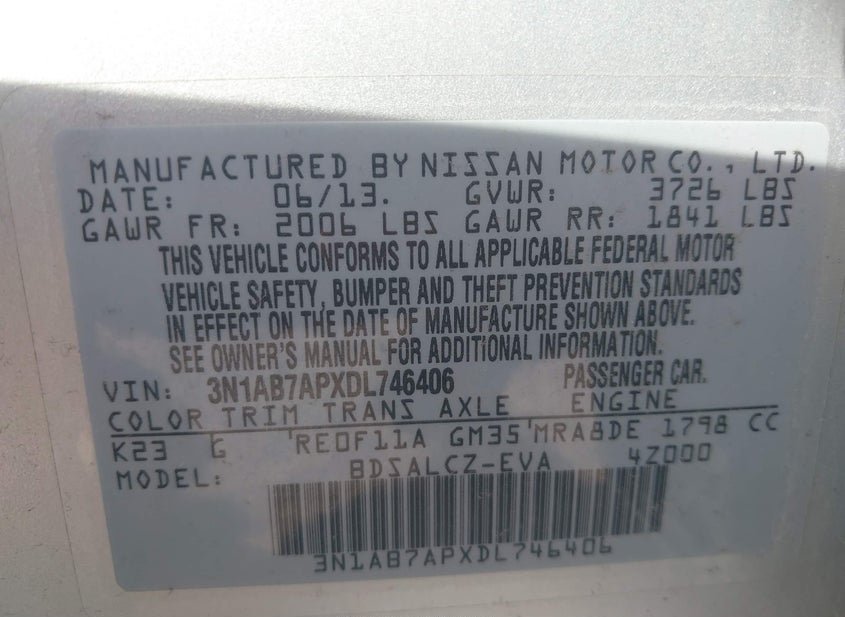 MANUFACTURED BY NISSAN MOTOR CO., LTD.
DATE: 06/13. GVWR: 3726 LBS
GAWR FR: 2006 LBS GAWR RR: 1841 LBS
THIS VEHICLE CONFORMS TO ALL APPLICABLE FEDERAL MOTOR
VEHICLE SAFETY, BUMPER AND THEFT PREVENTION STANDARDS
IN EFFECT ON THE DATE OF MANUFACTURE SHOWN ABOVE.
SEE OWNER'S MANUAL FOR ADDITIONAL INFORMATION.
VIN: 3N1AB7APXDL746406 PASSENGER CAR.
COLOR TRIM TRANS AXLE ENGINE
K23 G 'RE0F11A GM35'MRA8DE 1798 CC
MODEL: BDSALCZ-EVA 4Z000
3N1AB7APXDL746406